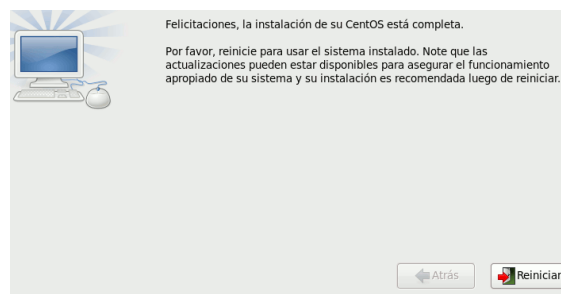 Felicitaciones, la instalación de su CentOS está completa.
Por favor, reinicie para usar el sistema instalado. Note que las
actualizaciones pueden estar disponibles para asegurar el funcionamiento
apropiado de su sistema y su instalación es recomendada luego de reiniciar.
Atrás
Reiniciar